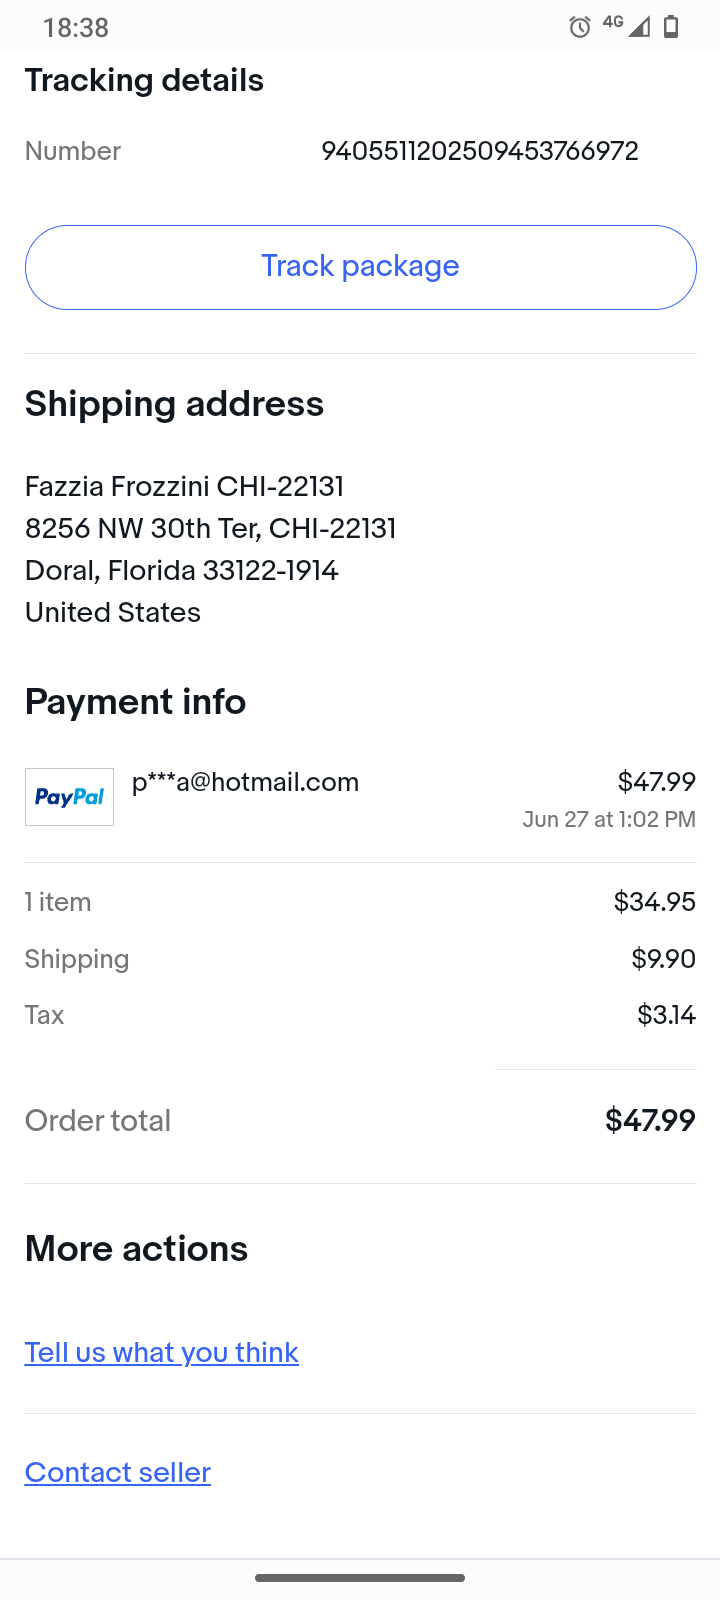 18:38
4G
Tracking details
Number 9405511202509453766972
Track package
Shipping address
Fazzia Frozzini CHI-22131
8256 NW 30th Ter, CHI-22131
Doral, Florida 33122-1914
United States
Payment info
PayPal p***a@hotmail.com $47.99
Jun 27 at 1:02 PM
1 item $34.95
Shipping $9.90
Tax $3.14
Order total $47.99
More actions
Tell us what you think
Contact seller